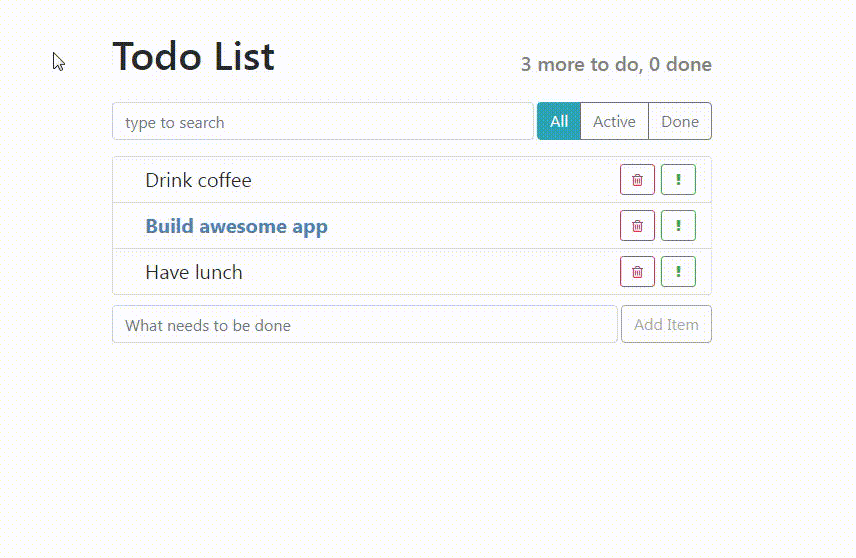 Todo List
3 more to do, 0 done
type to search
All Active Done
Drink coffee
!
Build awesome app
!
Have lunch
!
What needs to be done
Add Item